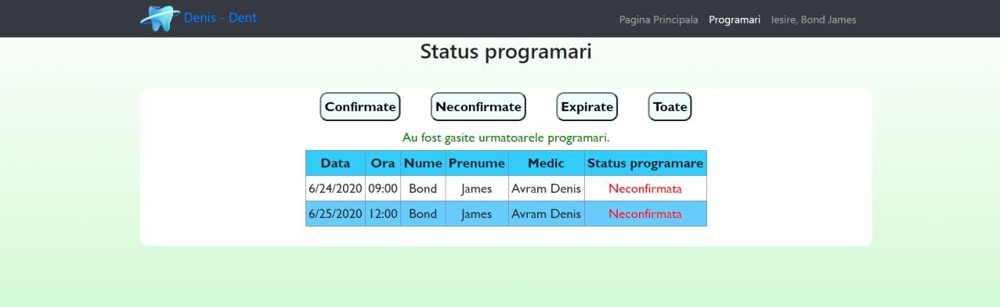 Denis - Dent Pagina Principala Programari Iesire, Bond James
Status programari
Confirmate Neconfirmate Expirate Toate
Au fost gasite urmatoarele programari.
Data Ora Nume Prenume Medic Status programare
6/24/2020 09:00 Bond James Avram Denis Neconfirmata
6/25/2020 12:00 Bond James Avram Denis Neconfirmata